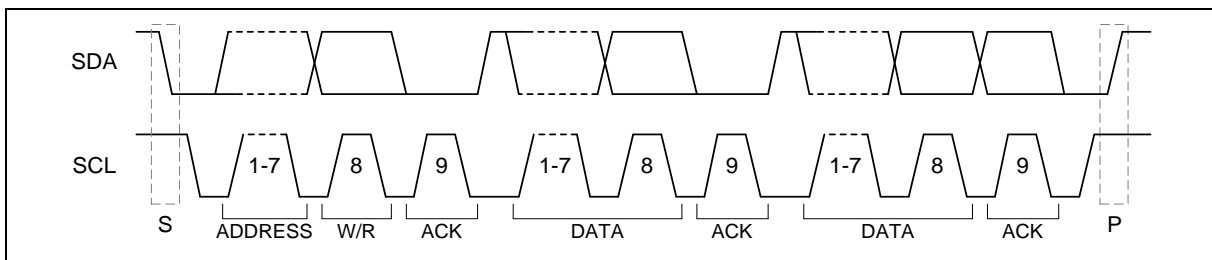 SDA
SCL 1-7 8 9 1-7 8 9 1-7 8 9
S ADDRESS W/R ACK DATA ACK DATA ACK P